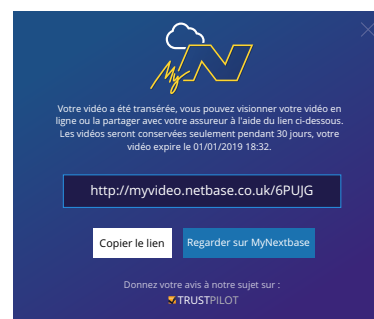 My N
Votre vidéo a été transérée, vous pouvez visionner votre vidéo en
ligne ou la partager avec votre assureur à l'aide du lien ci-dessous.
Les vidéos seront conservées seulement pendant 30 jours, votre
vidéo expire le 01/01/2019 18:32.
http://myvideo.netbase.co.uk/6PUJG
Copier le lien Regarder sur MyNextbase
Donnez votre avis à notre sujet sur :
TRUSTPILOT